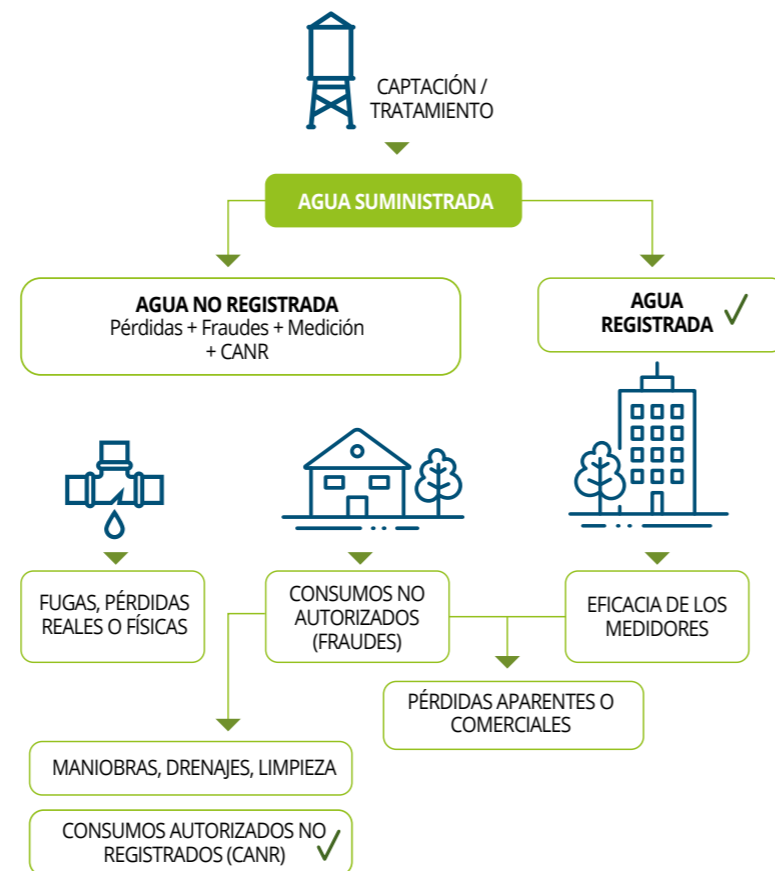 CAPTACIÓN /
TRATAMIENTO
AGUA SUMINISTRADA
AGUA NO REGISTRADA
Pérdidas + Fraudes + Medición
+ CANR
AGUA
REGISTRADA
FUGAS, PÉRDIDAS
REALES O FÍSICAS
CONSUMOS NO
AUTORIZADOS
(FRAUDES)
EFICACIA DE LOS
MEDIDORES
PÉRDIDAS APARENTES O
COMERCIALES
MANIOBRAS, DRENAJES, LIMPIEZA
CONSUMOS AUTORIZADOS NO
REGISTRADOS (CANR)